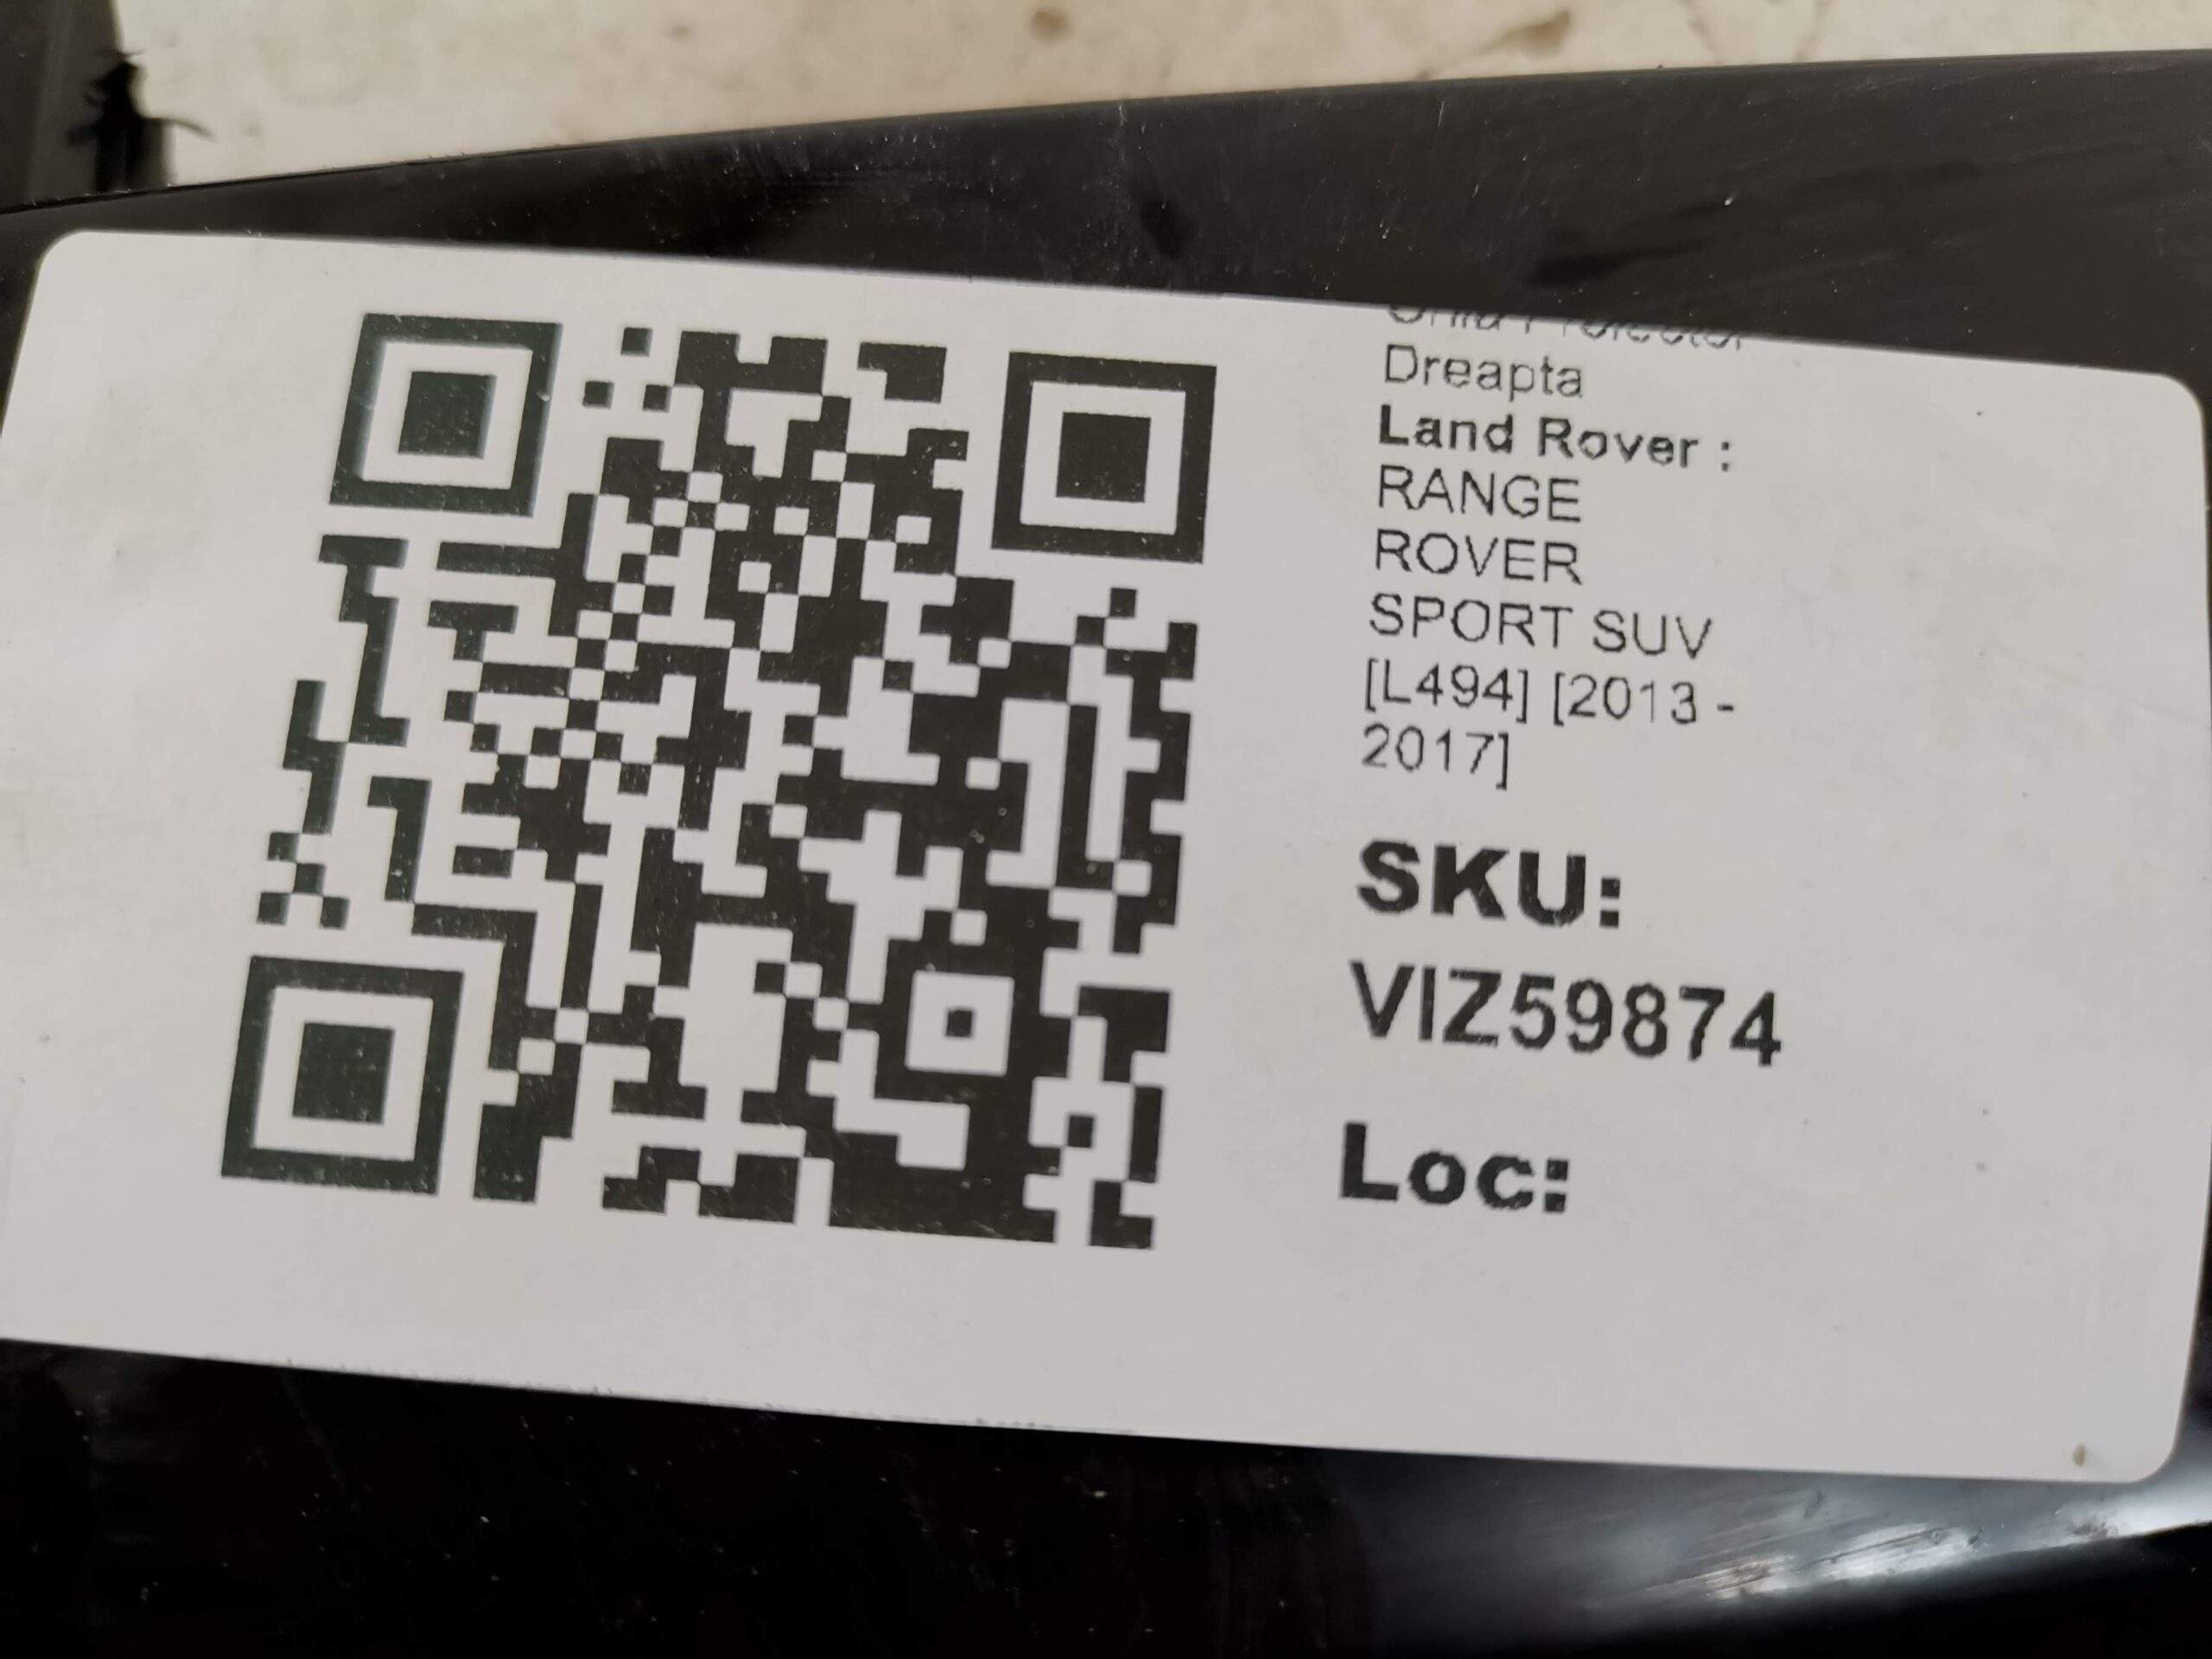 Dreapta
Land Rover :
RANGE
ROVER
SPORT SUV
[L494] [2013 -
2017]
SKU:
VIZ59874
Loc: